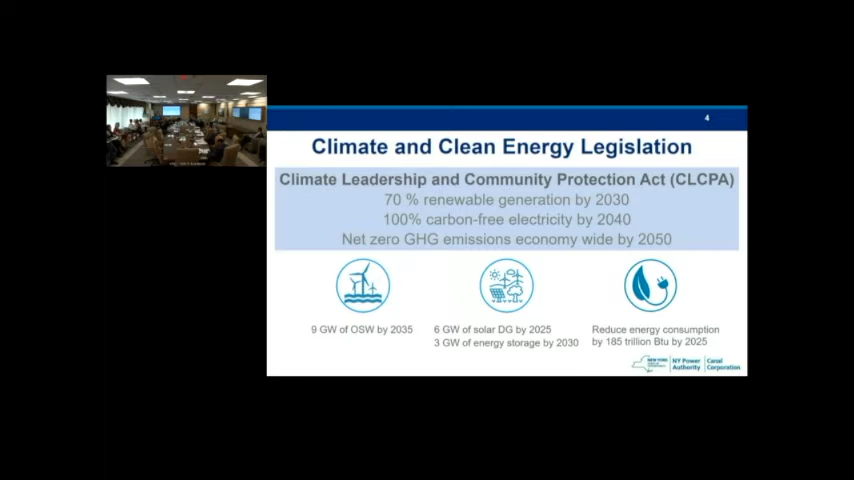 4
Climate and Clean Energy Legislation
Climate Leadership and Community Protection Act (CLCPA)
70 % renewable generation by 2030
100% carbon-free electricity by 2040
Net zero GHG emissions economy wide by 2050
9 GW of OSW by 2035
6 GW of solar DG by 2025
3 GW of energy storage by 2030
Reduce energy consumption
by 185 trillion Btu by 2025
NEW YORK
NY Power
Authority
Canal
Corporation